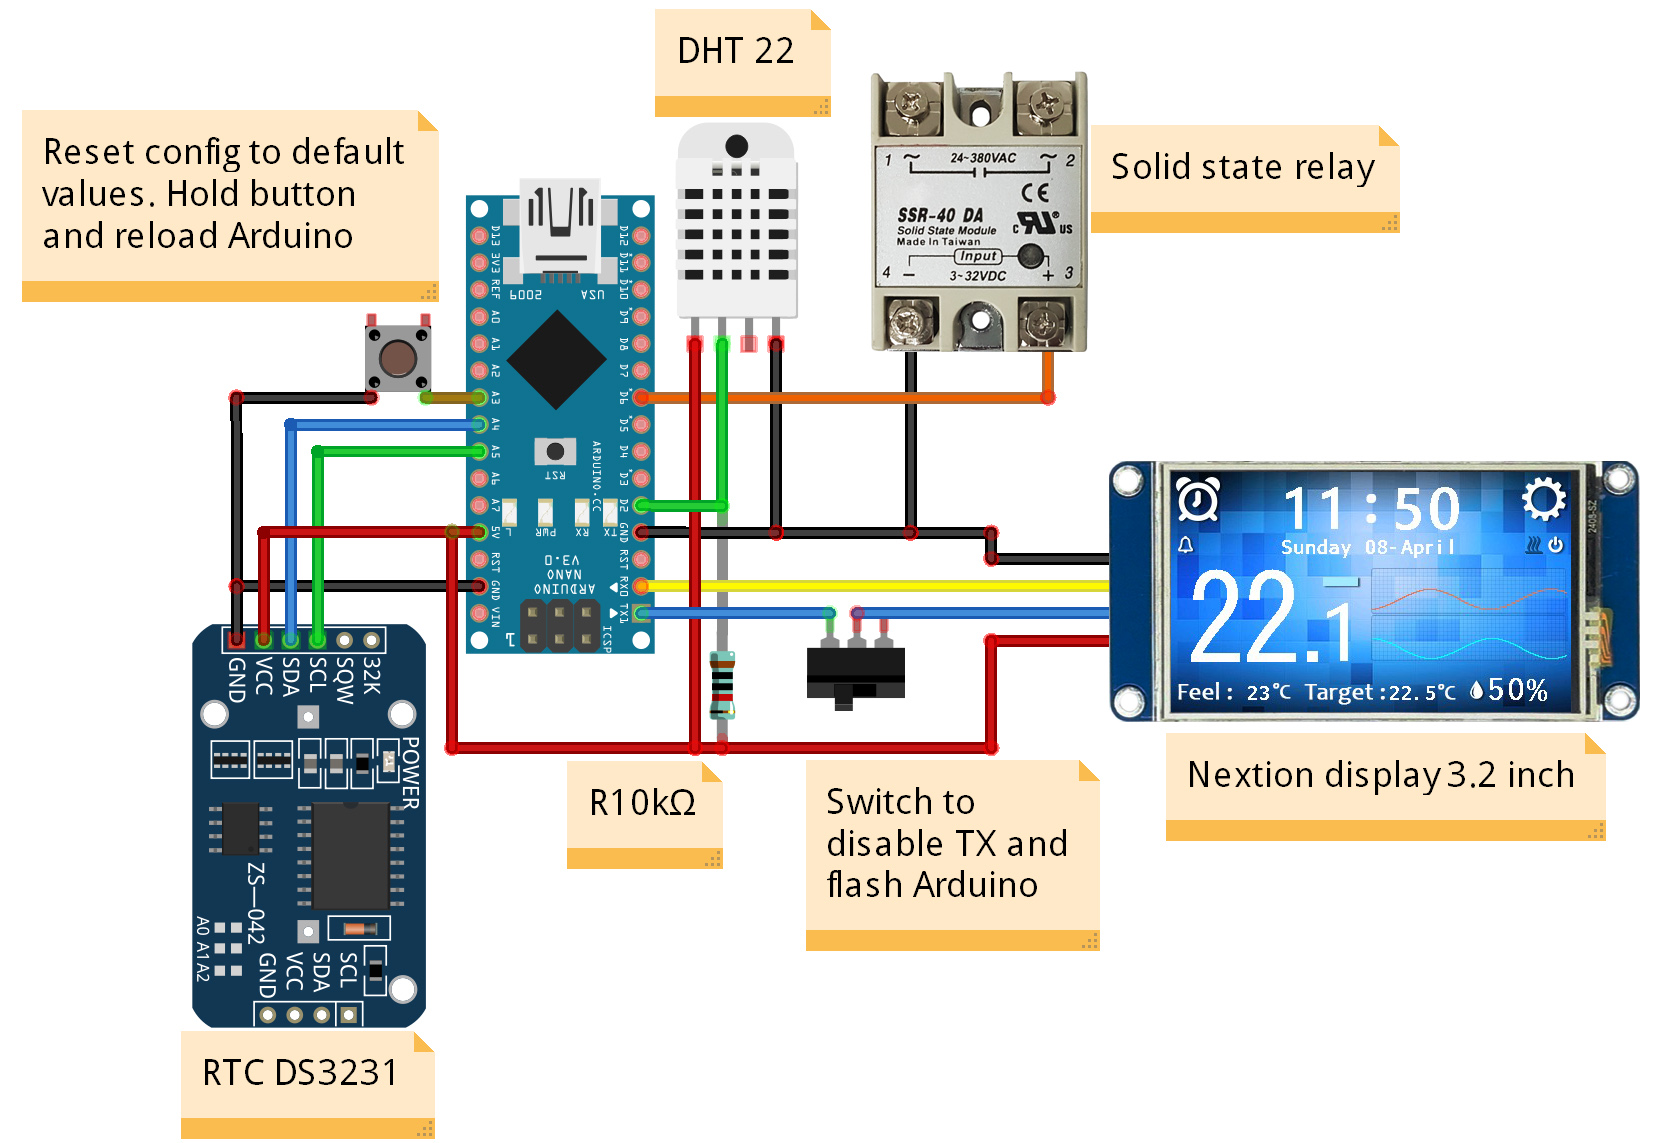 DHT 22
Reset config to default
values. Hold button
and reload Arduino
Solid state relay
1 ~ 24~380VAC ~ 2
CE
SSR-40 DA
Solid State Module
Made In Taiwan
c RU® US
Input
4 − 3~32VDC + 3
D13
3V3
REF
A0
A1
A2
A3
A4
A5
A6
A7
5V
RST
GND
VIN
D12
D11
D10
D9
D8
D7
D6
D5
D4
D3
D2
GND
RST
RX0
TX1
2009 USA
RST
ARDUINO.CC
L PWR RX TX
ARDUINO
NANO
V3.0
ICSP
1
11:50
Sunday 08-April
22.1
Feel: 23°C Target:22.5°C 50%
2405-SZ
Nextion display 3.2 inch
R10kΩ
Switch to
disable TX and
flash Arduino
GND
VCC
SDA
SCL
SQW
32K
POWER
ZS-042
A0 A1 A2
GND
VCC
SDA
SCL
RTC DS3231